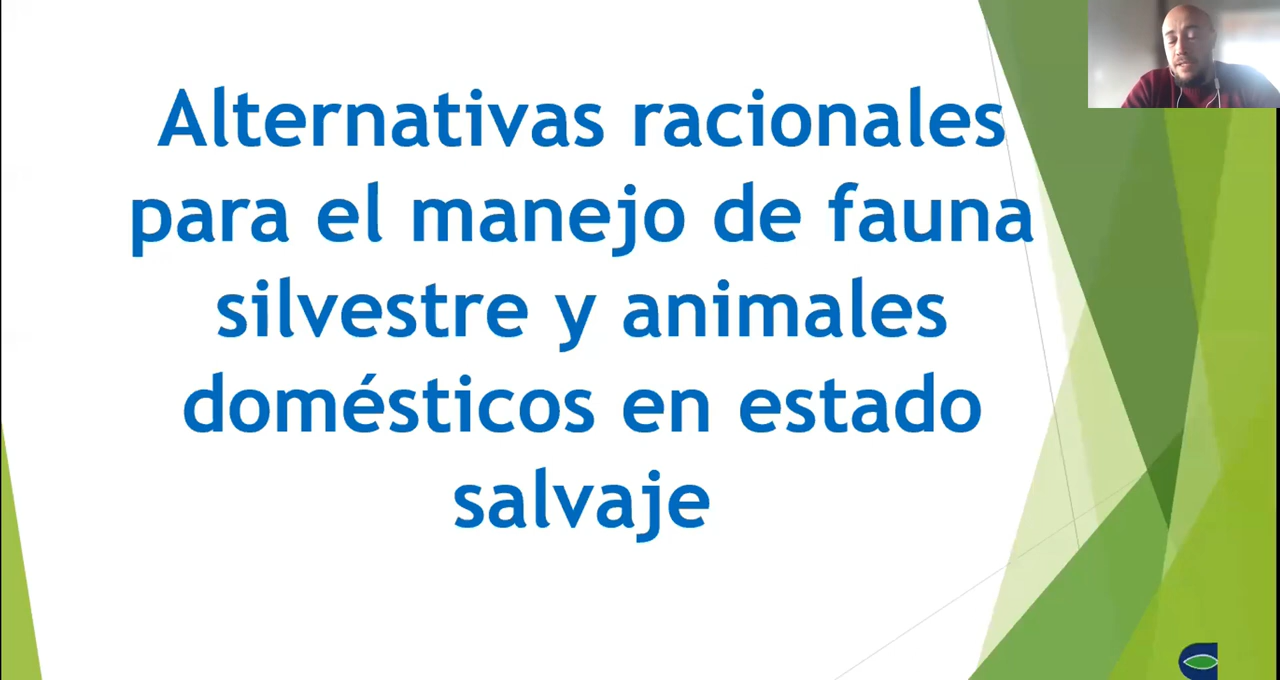 Alternativas racionales
para el manejo de fauna
silvestre y animales
domésticos en estado
salvaje